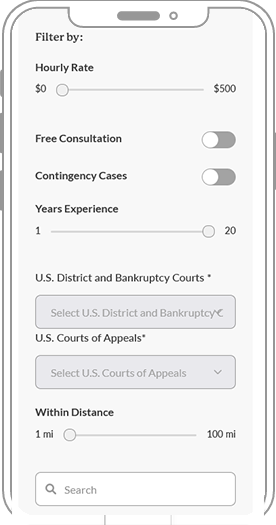 Filter by:
Hourly Rate
$0 $500
Free Consultation
Contingency Cases
Years Experience
1 20
U.S. District and Bankruptcy Courts *
Select U.S. District and Bankruptcy C
U.S. Courts of Appeals*
Select U.S. Courts of Appeals
Within Distance
1 mi 100 mi
Search